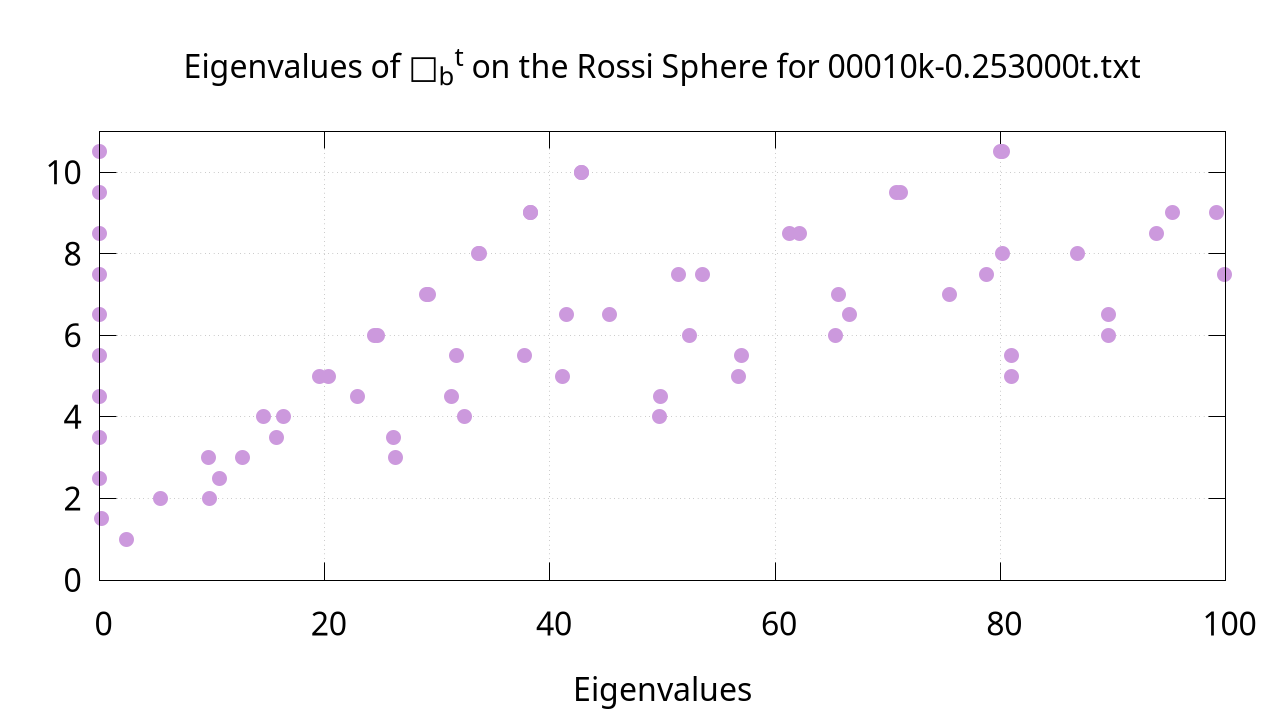 Eigenvalues of □b^t on the Rossi Sphere for 00010k-0.253000t.txt
10
8
6
4
2
0
0 20 40 60 80 100
Eigenvalues